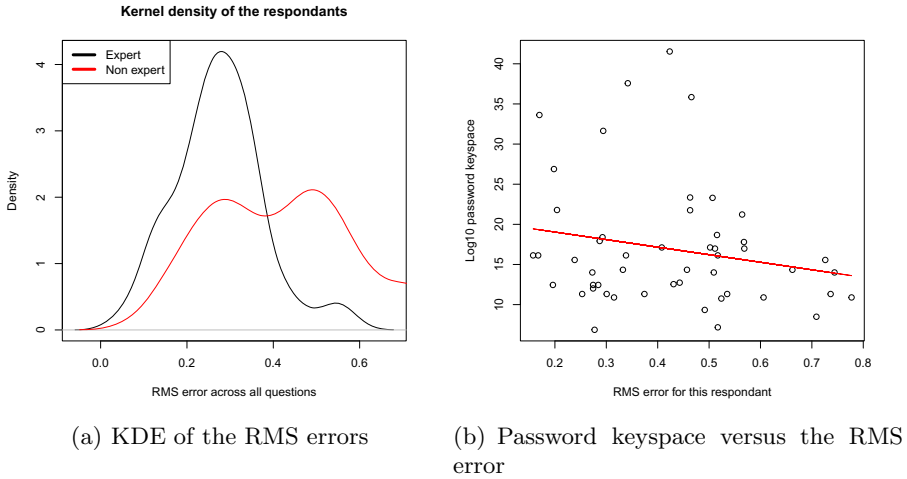 Kernel density of the respondants
Expert
Non expert
Density
0
1
2
3
4
0.0 0.2 0.4 0.6
RMS error across all questions
(a) KDE of the RMS errors
Log10 password keyspace
10 15 20 25 30 35 40
0.2 0.3 0.4 0.5 0.6 0.7 0.8
RMS error for this respondant
(b) Password keyspace versus the RMS
error